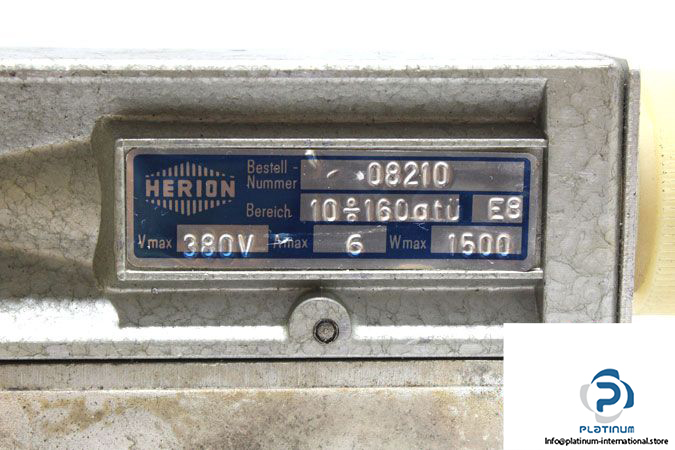 HERION
Bestell-
Nummer 08210
Bereich 10÷160atü E8
Vmax 380V Amax 6 Wmax 1500
PLATINUM
Info@platinum-international.store